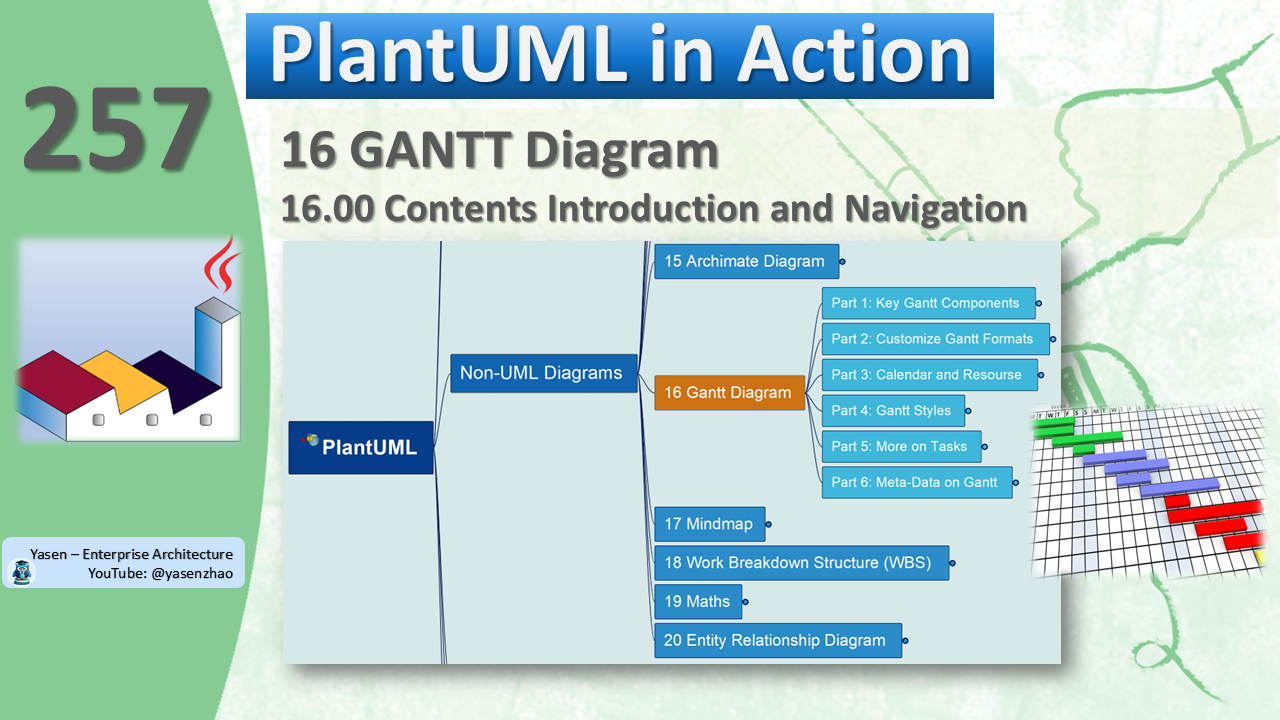 PlantUML in Action
257
16 GANTT Diagram
16.00 Contents Introduction and Navigation
15 Archimate Diagram
Part 1: Key Gantt Components
Part 2: Customize Gantt Formats
Non-UML Diagrams
Part 3: Calendar and Resourse
16 Gantt Diagram
Part 4: Gantt Styles
PlantUML
Part 5: More on Tasks
Part 6: Meta-Data on Gantt
17 Mindmap
18 Work Breakdown Structure (WBS)
19 Maths
20 Entity Relationship Diagram
Yasen – Enterprise Architecture
YouTube: @yasenzhao